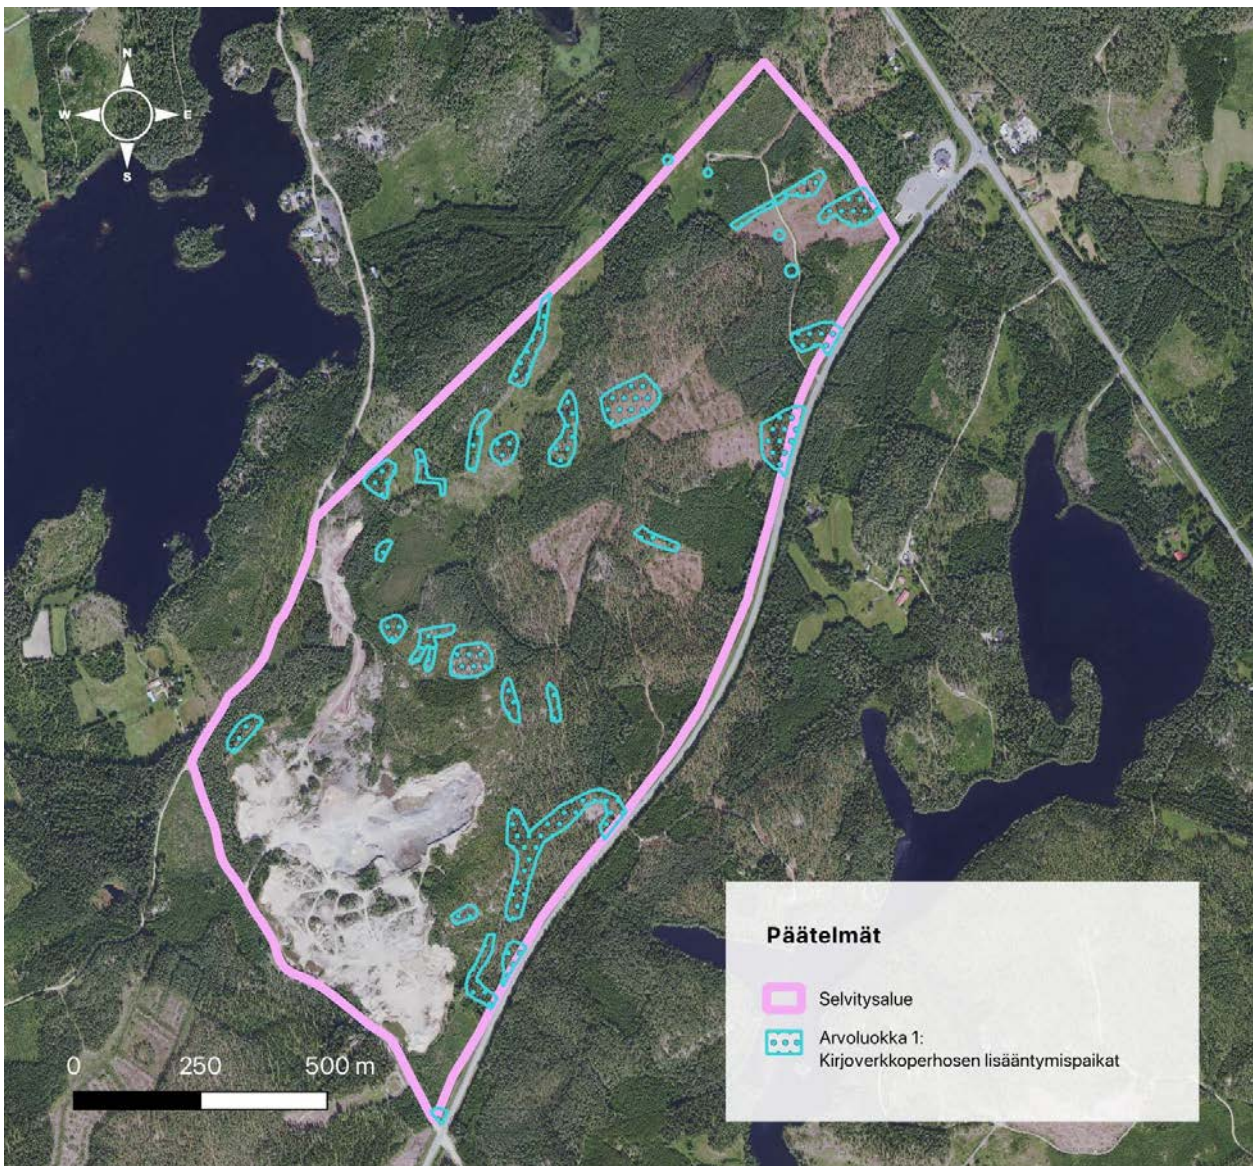 N
W E
S
Päätelmät
Selvitysalue
Arvoluokka 1:
Kirjoverkkoperhosen lisääntymispaikat
0 250 500 m